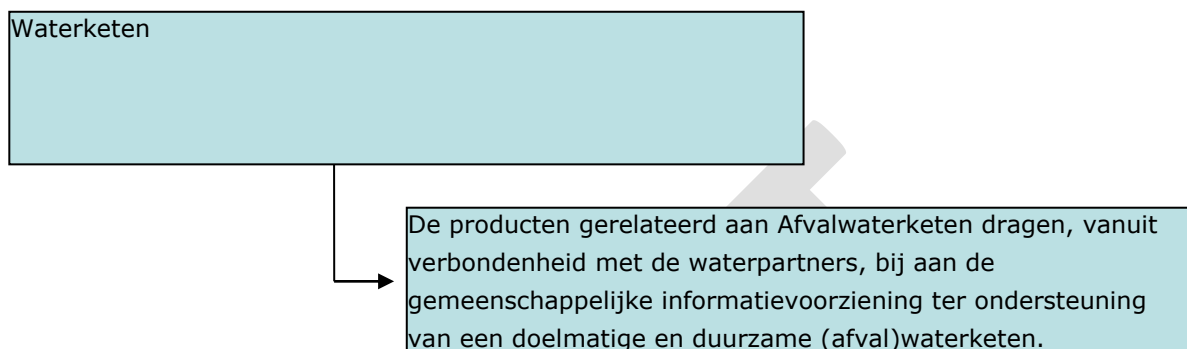 Waterketen
De producten gerelateerd aan Afvalwaterketen dragen, vanuit
verbondenheid met de waterpartners, bij aan de
gemeenschappelijke informatievoorziening ter ondersteuning
van een doelmatige en duurzame (afval)waterketen.